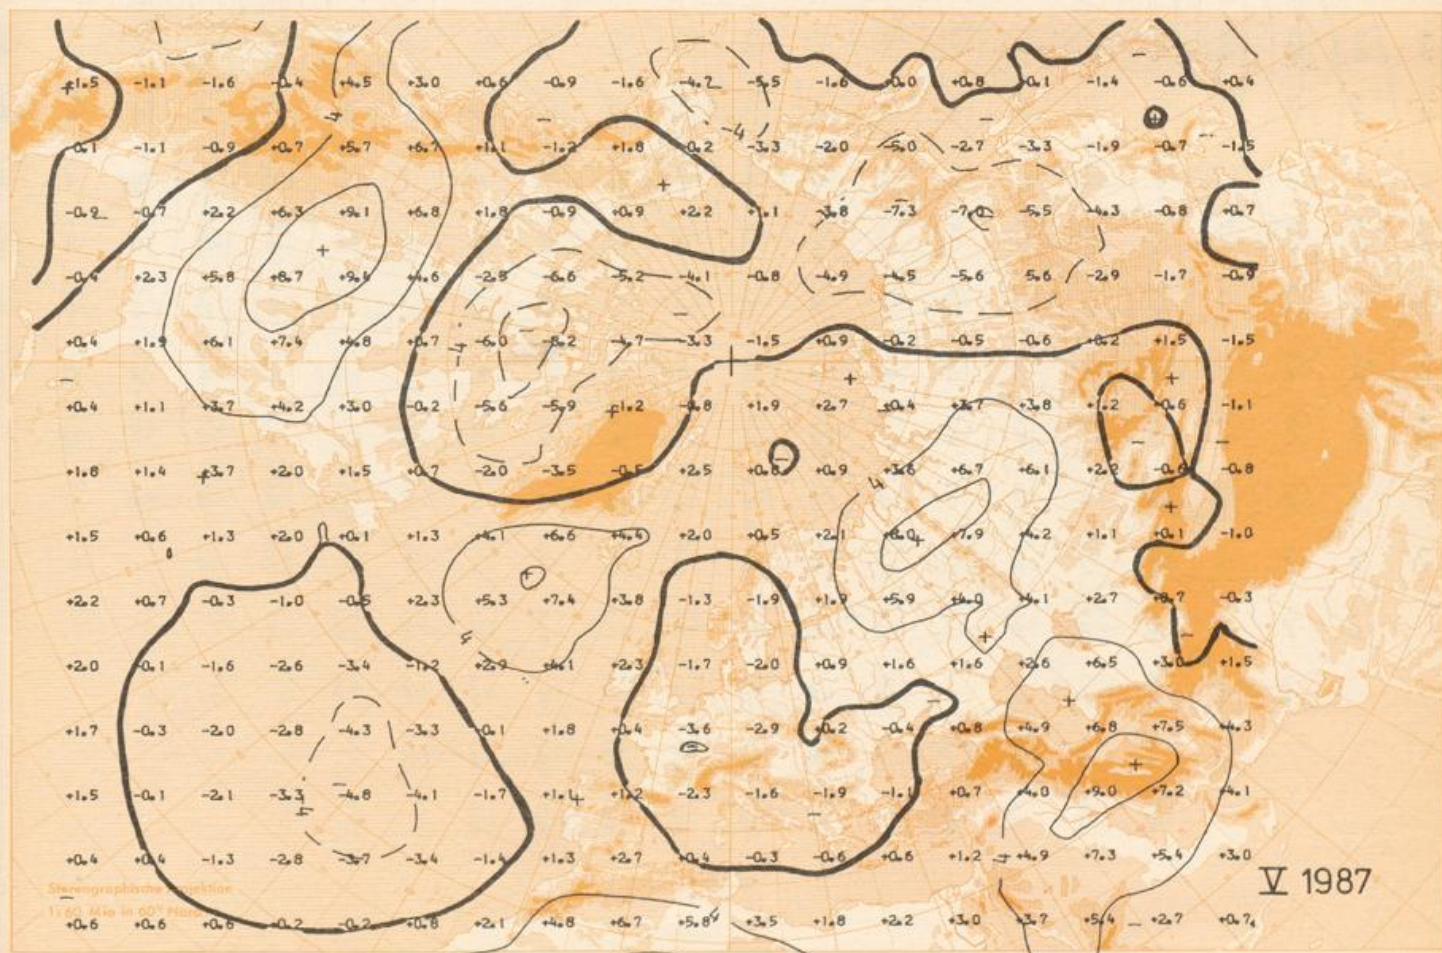 +1.5 -1.1 -1.6 -0.4 +4.5 +3.0 +0.6 -0.9 -1.6 -4.2 -5.5 -1.6 +0.0 +0.8 +0.1 -1.4 -0.6 +0.4
4
-4
-1.1 -0.9 +0.7 +5.7 +6.7 +1.1 -1.2 +1.8 -0.2 -3.3 -2.0 -5.0 -2.7 -3.3 -1.9 -0.7 -1.5
-0.2 -0.7 +2.2 +6.3 +9.1 +6.8 +1.8 -0.9 +0.9 +2.2 +1.1 -3.8 -7.3 -7.0 -5.5 -4.3 -0.8 +0.7
-0.4 +2.3 +5.8 +8.7 +4.6 -6.6 -5.2 -4.1 -0.8 -4.9 -4.5 -5.6 5.6 -2.9 -1.7 -0.9
+0.4 +1.9 +6.1 +7.4 +4.8 +0.7 -6.0 -8.2 -4.7 -3.3 -1.5 +0.9 -0.2 -0.5 -0.6 +0.2 +1.5 -1.5
-4
+0.4 +1.1 +3.7 +4.2 +3.0 -0.2 -5.6 -5.9 -0.8 +1.9 +2.7 +3.7 +3.8 +1.2 -0.6 -1.1
+1.8 +1.4 +3.7 +2.0 +1.5 +0.7 -2.0 -3.5 -0.5 +2.5 +0.8 +0.9 +3.6 +6.7 +6.1 +2.2 -0.6 -0.8
4
+1.5 +0.6 +1.3 +2.0 +0.1 +1.3 +4.1 +6.6 +4.4 +2.0 +0.5 +2.1 +8.0 +7.9 +4.2 +1.1 +0.1 -1.0
+2.2 +0.7 -0.3 -1.0 -0.5 +2.3 +5.3 +7.4 +3.8 -1.3 -1.9 +1.9 +5.9 +4.0 +4.1 +2.7 +0.7 -0.3
4
+2.0 -0.1 -1.6 -2.6 -3.4 -1.2 +2.9 +4.1 +2.3 -1.7 -2.0 +0.9 +1.6 +1.6 +2.6 +6.5 +3.0 +1.5
+1.7 -0.3 -2.0 -2.8 -4.3 -3.3 -0.1 +1.8 +0.4 -3.6 -2.9 +0.2 -0.4 +0.8 +4.9 +6.8 +7.5 +4.3
+1.5 -0.1 -2.1 -3.3 -4.8 -4.1 -1.7 +1.2 -2.3 -1.6 -1.9 -1.1 +0.7 +4.0 +9.0 +7.2 +4.1
-4
+0.4 +0.4 -1.3 -2.8 -3.7 -3.4 -1.4 +1.3 +2.7 +0.4 -0.3 -0.6 +0.6 +1.2 +4.9 +7.3 +5.4 +3.0
4
V 1987
Stereographische Projektion
1:60 Mio in 60° Nord
+0.6 +0.6 +0.6 +0.2 -0.2 +0.8 +2.1 +4.8 +6.7 +5.8 +3.5 +1.8 +2.2 +3.0 +3.7 +5.4 +2.7 +0.7
4